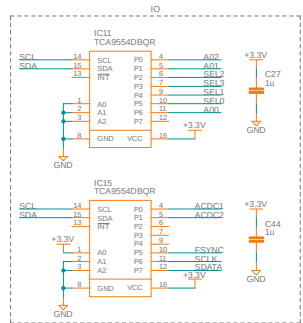 IO
IC11
TCA9554DBQR
SCL 14 SCL P0 4 A02
SDA 15 SDA P1 5 A01
13 INT P2 6 SEL2
P3 7 SEL3
P4 9 SEL1
1 A0 P5 10 SEL0
2 A1 P6 11 A00
3 A2 P7 12
+3.3V
8 GND VCC 16
GND
+3.3V
C27
1u
GND
IC15
TCA9554DBQR
SCL 14 SCL P0 4 ACDC1
SDA 15 SDA P1 5 ACDC2
13 INT P2 6
P3 7
+3.3V P4 9
1 A0 P5 10 FSYNC
2 A1 P6 11 SCLK
3 A2 P7 12 SDATA
+3.3V
8 GND VCC 16
GND
+3.3V
C44
1u
GND